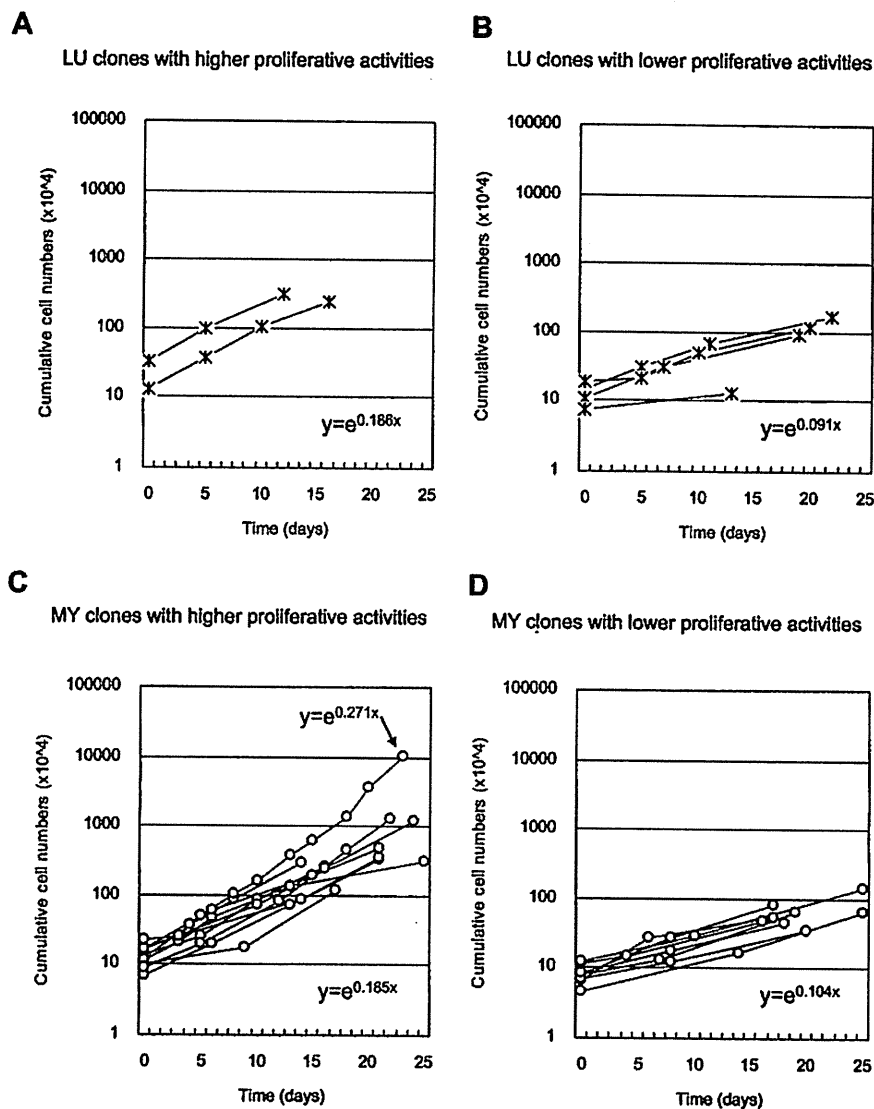 A
LU clones with higher proliferative activities
Cumulative cell numbers (x10^4)
100000
10000
1000
100
10
1
y=e0.186x
0 5 10 15 20 25
Time (days)
B
LU clones with lower proliferative activities
Cumulative cell numbers (x10^4)
100000
10000
1000
100
10
1
y=e0.091x
0 5 10 15 20 25
Time (days)
C
MY clones with higher proliferative activities
Cumulative cell numbers (x10^4)
100000
10000
1000
100
10
1
y=e0.271x
y=e0.185x
0 5 10 15 20 25
Time (days)
D
MY clones with lower proliferative activities
Cumulative cell numbers (x10^4)
100000
10000
1000
100
10
1
y=e0.104x
0 5 10 15 20 25
Time (days)